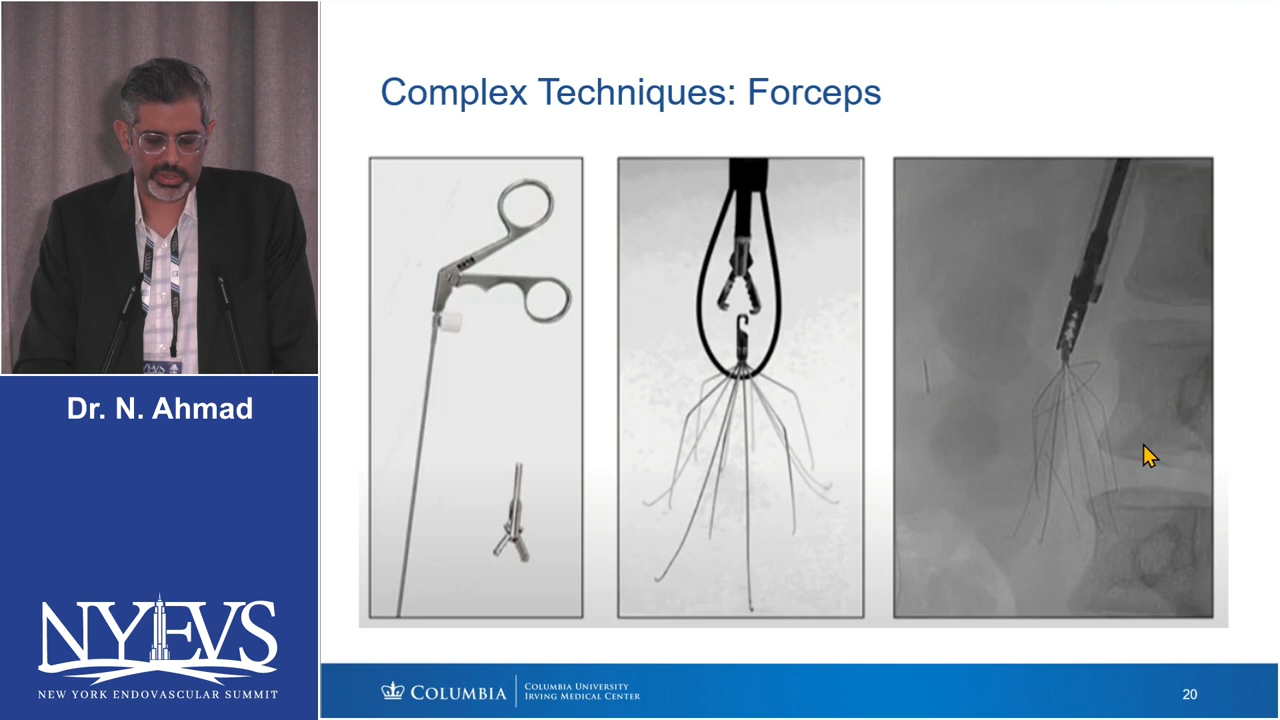 Complex Techniques: Forceps
Dr. N. Ahmad
NYEVS
NEW YORK ENDOVASCULAR SUMMIT
COLUMBIA
COLUMBIA UNIVERSITY
IRVING MEDICAL CENTER
20